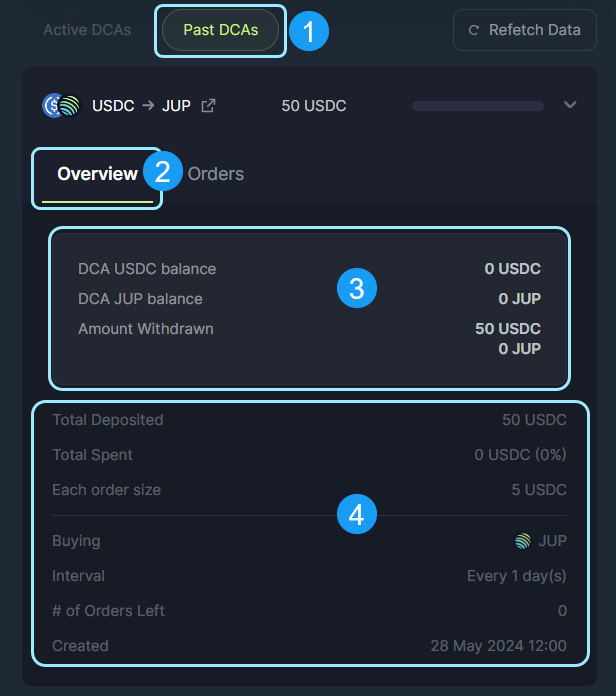 Active DCAs Past DCAs 1 Refetch Data
USDC → JUP 50 USDC
Overview 2 Orders
DCA USDC balance 0 USDC
3
DCA JUP balance 0 JUP
Amount Withdrawn 50 USDC
0 JUP
Total Deposited 50 USDC
Total Spent 0 USDC (0%)
Each order size 5 USDC
4
Buying JUP
Interval Every 1 day(s)
# of Orders Left 0
Created 28 May 2024 12:00